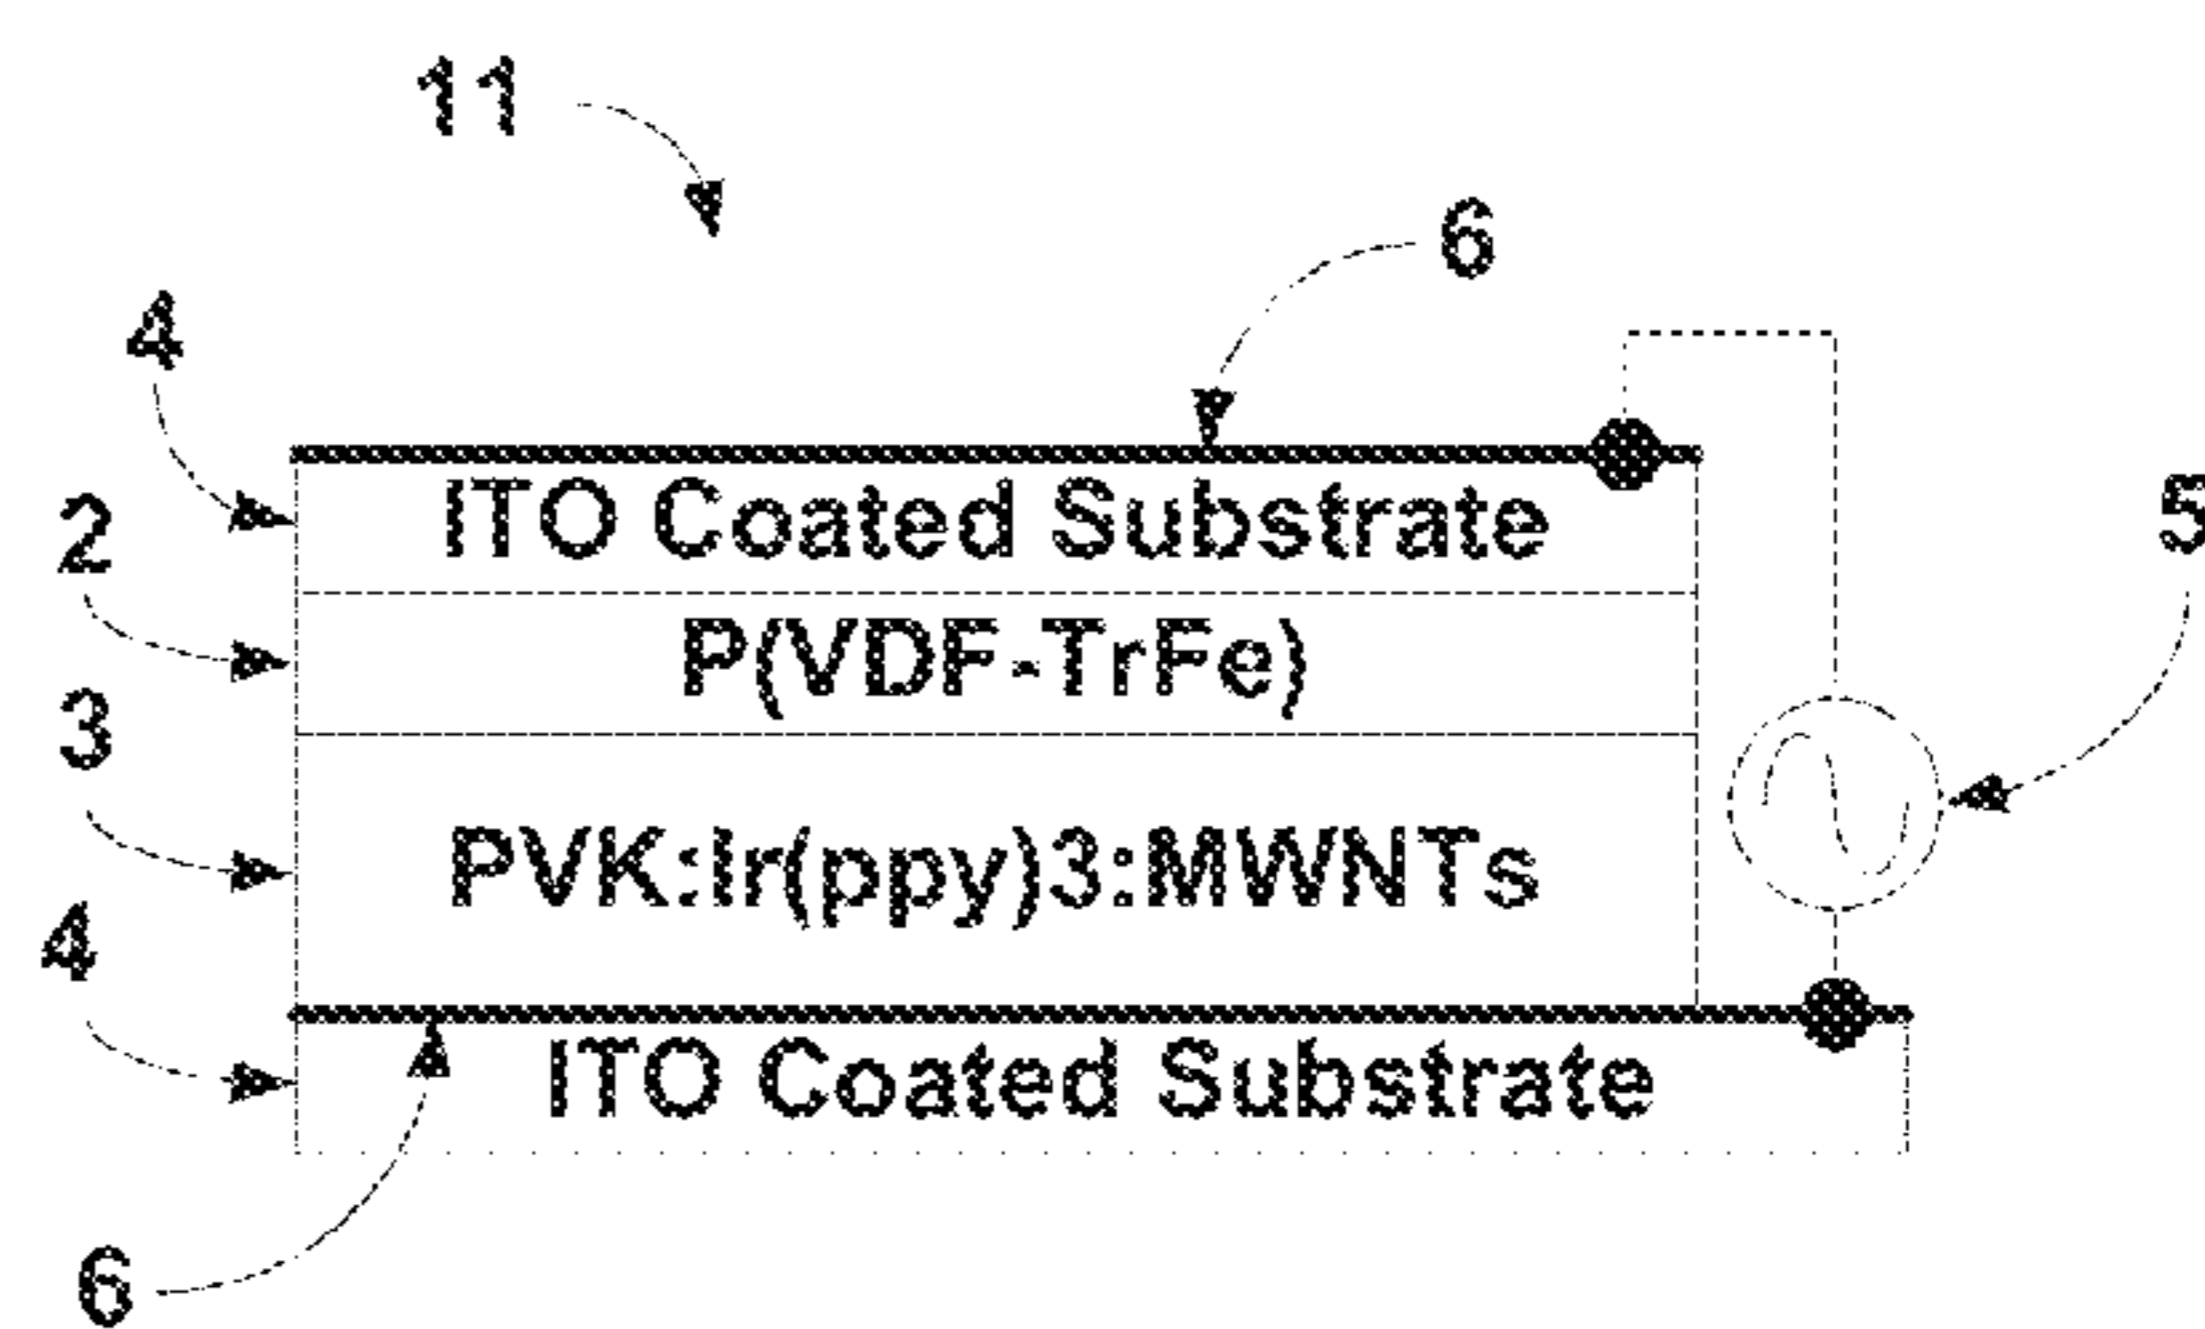 11
6
4
ITO Coated Substrate
2
5
P(VDF-TrFe)
3
PVK:Ir(ppy)3:MWNTs
4
ITO Coated Substrate
6